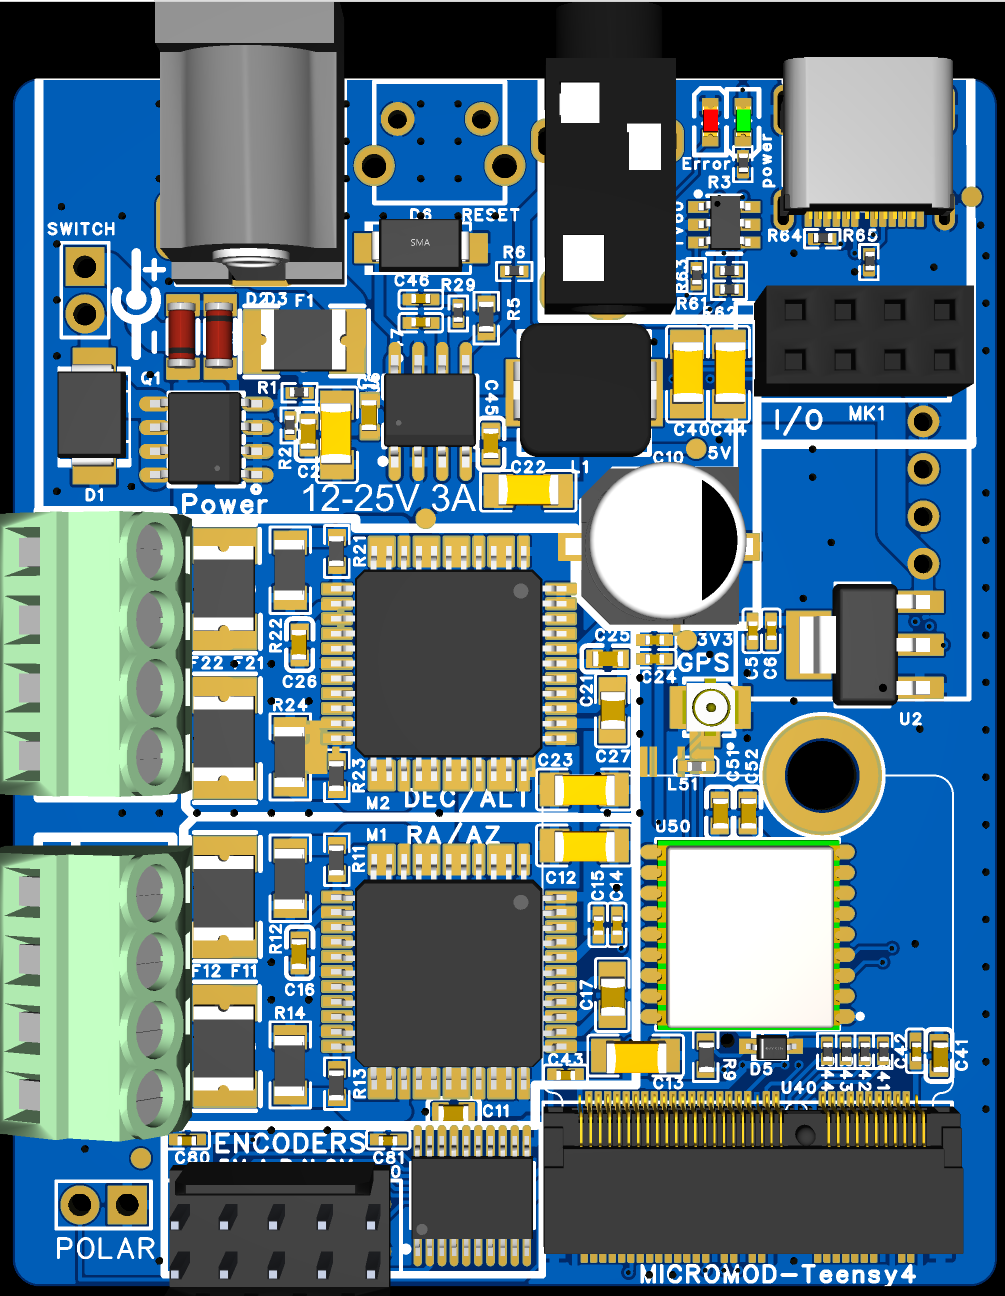 Error
power
R3
SWITCH
D6
RESET
SMA
R64
R65
R6
C46
R29
R5
R63
R61
D2
D3
F1
+
-
R1
R2
C45
C40
C44
I/O
MK1
D1
C22
L1
C10
5V
Power
12-25V 3A
R21
R22
F22
F21
C26
C25
3V3
C24
GPS
C5
C6
U2
C21
R24
C27
C23
R23
L51
C51
C52
M2
DEC/ALT
M1
RA/AZ
U50
R11
C12
C15
C14
R12
F12
F11
C16
C17
R14
R13
C43
C13
R8
D5
C42
C41
U40
C11
C80
ENCODERS
C81
POLAR
MICROMOD-Teensy4